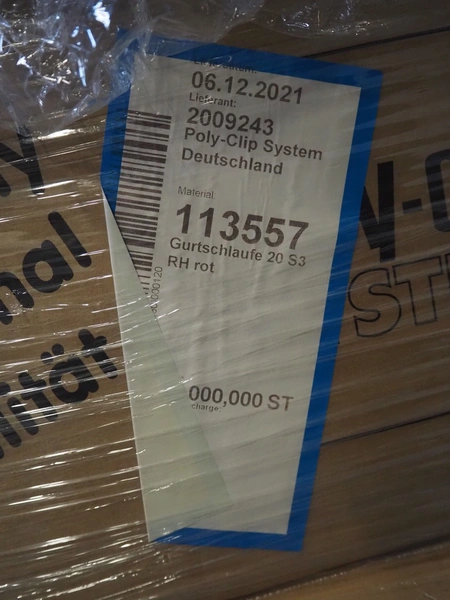 06.12.2021
Lieferant:
2009243
Poly-Clip System
Deutschland
Material
113557
Gurtschlaufe 20 S3
RH rot
000,000 ST
charge: